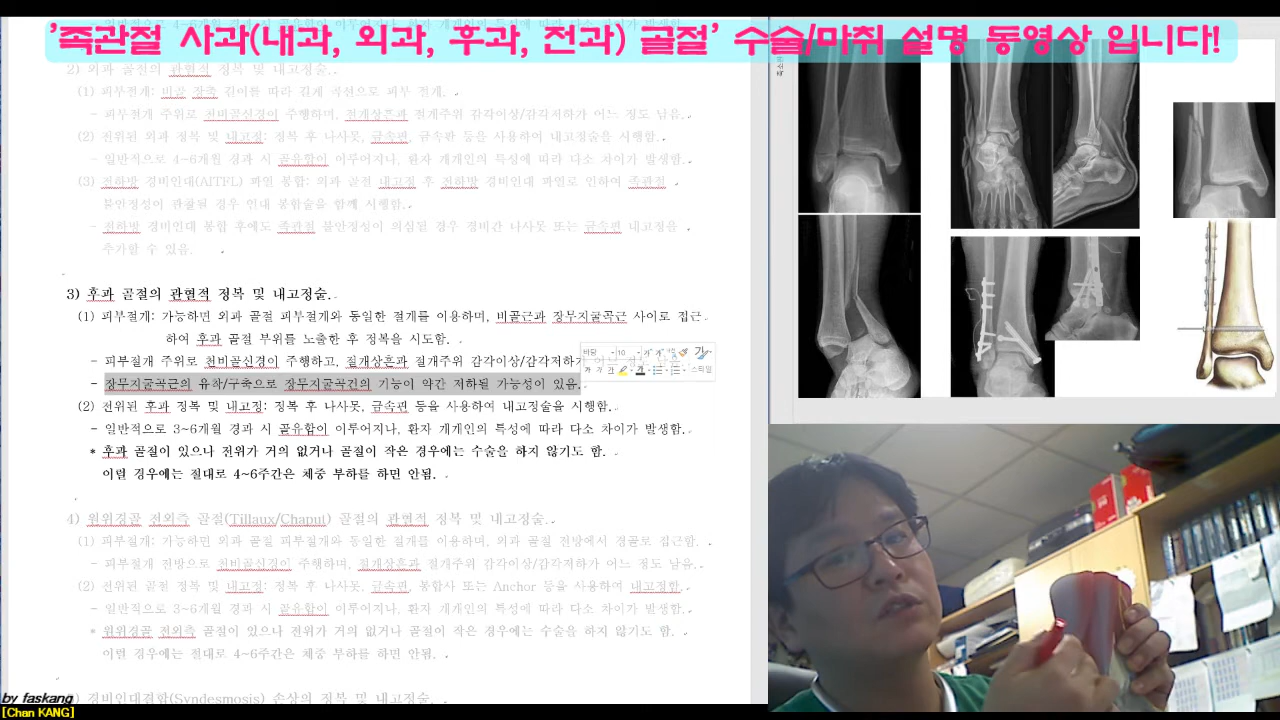 '족관절 사과(내과, 외과, 후과, 전과) 골절' 수술/마취 설명 동영상 입니다!
2) 외과 골절의 관혈적 정복 및 내고정술.
(1) 피부절개: 비골 장축 길이를 따라 길게 곡선으로 피부 절개.
- 피부절개 주위로 천비골신경이 주행하며, 절개상흔과 절개주위 감각이상/감각저하가 어느 정도 남음.
(2) 전위된 외과 정복 및 내고정: 정복 후 나사못, 금속핀, 금속판 등을 사용하여 내고정술을 시행함.
- 일반적으로 4~6개월 경과 시 골유합이 이루어지나, 환자 개개인의 특성에 따라 다소 차이가 발생함.
(3) 전하방 경비인대(AITFL) 파열 봉합: 외과 골절 내고정 후 전하방 경비인대 파열로 인하여 족관절
불안정성이 관찰된 경우 인대 봉합술을 함께 시행함.
- 전하방 경비인대 봉합 후에도 족관절 불안정성이 의심될 경우 경비간 나사못 또는 금속핀 내고정을
추가할 수 있음.
3) 후과 골절의 관혈적 정복 및 내고정술.
(1) 피부절개: 가능하면 외과 골절 피부절개와 동일한 절개를 이용하며, 비골근과 장무지굴곡근 사이로 접근
하여 후과 골절 부위를 노출한 후 정복을 시도함.
- 피부절개 주위로 천비골신경이 주행하고, 절개상흔과 절개주위 감각이상/감각저하가
바탕 10 가 가 가
가 가 가 가 스타일
- 장무지굴곡근의 유착/구축으로 장무지굴곡건의 기능이 약간 저하될 가능성이 있음.
(2) 전위된 후과 정복 및 내고정: 정복 후 나사못, 금속핀 등을 사용하여 내고정술을 시행함.
- 일반적으로 3~6개월 경과 시 골유합이 이루어지나, 환자 개개인의 특성에 따라 다소 차이가 발생함.
* 후과 골절이 있으나 전위가 거의 없거나 골절이 작은 경우에는 수술을 하지 않기도 함.
이럴 경우에는 절대로 4~6주간은 체중 부하를 하면 안됨.
4) 원위경골 전외측 골절(Tillaux/Chaput) 골절의 관혈적 정복 및 내고정술.
(1) 피부절개: 가능하면 외과 골절 피부절개와 동일한 절개를 이용하며, 외과 골절 전방에서 경골로 접근함.
- 피부절개 전방으로 천비골신경이 주행하며, 절개상흔과 절개주위 감각이상/감각저하가 어느 정도 남음.
(2) 전위된 골절 정복 및 내고정: 정복 후 나사못, 금속핀, 봉합사 또는 Anchor 등을 사용하여 내고정함.
- 일반적으로 3~6개월 경과 시 골유합이 이루어지나, 환자 개개인의 특성에 따라 다소 차이가 발생함.
* 원위경골 전외측 골절이 있으나 전위가 거의 없거나 골절이 작은 경우에는 수술을 하지 않기도 함.
이럴 경우에는 절대로 4~6주간은 체중 부하를 하면 안됨.
경비인대결합(Syndesmosis) 손상의 정복 및 내고정술.
by faskang
[Chan KANG]